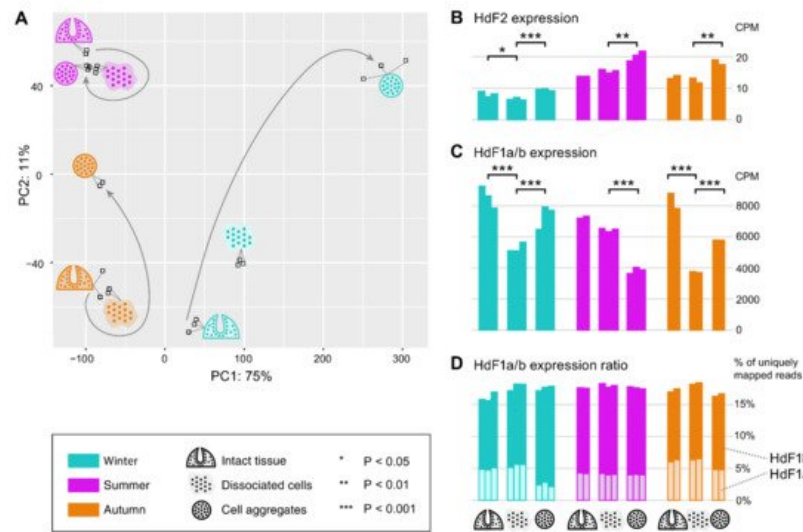 A
PC2: 11%
40
0
−40
−100
0
100
200
300
PC1: 75%
Winter
Summer
Autumn
Intact tissue
Dissociated cells
Cell aggregates
* P < 0.05
** P < 0.01
*** P < 0.001
B HdF2 expression
CPM
* *** ** **
20
10
0
C HdF1a/b expression
CPM
*** *** *** *** ***
8000
6000
4000
2000
0
D HdF1a/b expression ratio
% of uniquely
mapped reads
15%
10%
5%
0%